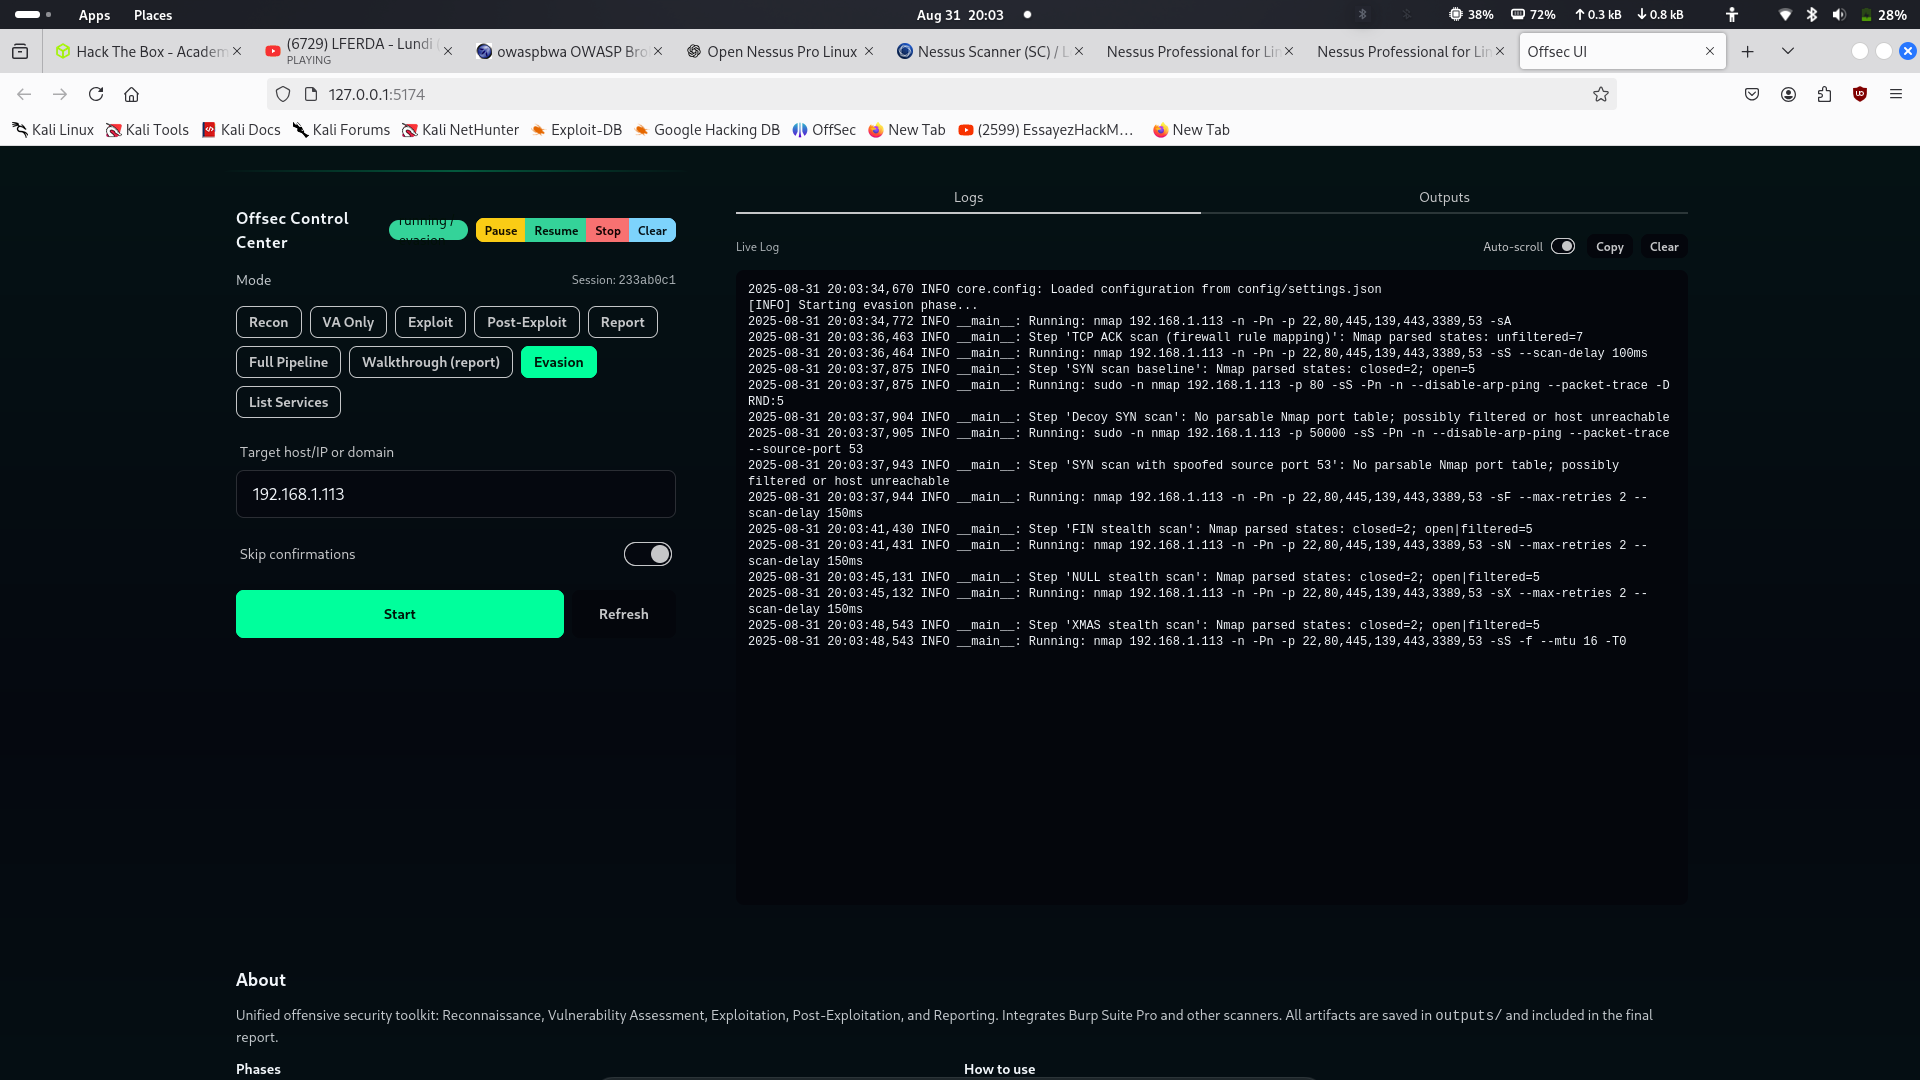 Apps Places Aug 31 20:03 38% 72% 0.3 kB 0.8 kB 28%
Hack The Box - Academ (6729) LFERDA - Lundi owaspbwa OWASP Bro Open Nessus Pro Linux Nessus Scanner (SC) / L Nessus Professional for Lin Nessus Professional for Lin Offsec UI
PLAYING
127.0.0.1:5174
Kali Linux Kali Tools Kali Docs Kali Forums Kali NetHunter Exploit-DB Google Hacking DB OffSec New Tab (2599) EssayezHackM… New Tab
Offsec Control
Center
running /
evasion
Pause Resume Stop Clear
Mode Session: 233ab0c1
Recon VA Only Exploit Post-Exploit Report
Full Pipeline Walkthrough (report) Evasion
List Services
Target host/IP or domain
192.168.1.113
Skip confirmations
Start Refresh
Logs Outputs
Live Log Auto-scroll Copy Clear
2025-08-31 20:03:34,670 INFO core.config: Loaded configuration from config/settings.json
[INFO] Starting evasion phase...
2025-08-31 20:03:34,772 INFO __main__: Running: nmap 192.168.1.113 -n -Pn -p 22,80,445,139,443,3389,53 -sA
2025-08-31 20:03:36,463 INFO __main__: Step 'TCP ACK scan (firewall rule mapping)': Nmap parsed states: unfiltered=7
2025-08-31 20:03:36,464 INFO __main__: Running: nmap 192.168.1.113 -n -Pn -p 22,80,445,139,443,3389,53 -sS --scan-delay 100ms
2025-08-31 20:03:37,875 INFO __main__: Step 'SYN scan baseline': Nmap parsed states: closed=2; open=5
2025-08-31 20:03:37,875 INFO __main__: Running: sudo -n nmap 192.168.1.113 -p 80 -sS -Pn -n --disable-arp-ping --packet-trace -D
RND:5
2025-08-31 20:03:37,904 INFO __main__: Step 'Decoy SYN scan': No parsable Nmap port table; possibly filtered or host unreachable
2025-08-31 20:03:37,905 INFO __main__: Running: sudo -n nmap 192.168.1.113 -p 50000 -sS -Pn -n --disable-arp-ping --packet-trace
--source-port 53
2025-08-31 20:03:37,943 INFO __main__: Step 'SYN scan with spoofed source port 53': No parsable Nmap port table; possibly
filtered or host unreachable
2025-08-31 20:03:37,944 INFO __main__: Running: nmap 192.168.1.113 -n -Pn -p 22,80,445,139,443,3389,53 -sF --max-retries 2 --
scan-delay 150ms
2025-08-31 20:03:41,430 INFO __main__: Step 'FIN stealth scan': Nmap parsed states: closed=2; open|filtered=5
2025-08-31 20:03:41,431 INFO __main__: Running: nmap 192.168.1.113 -n -Pn -p 22,80,445,139,443,3389,53 -sN --max-retries 2 --
scan-delay 150ms
2025-08-31 20:03:45,131 INFO __main__: Step 'NULL stealth scan': Nmap parsed states: closed=2; open|filtered=5
2025-08-31 20:03:45,132 INFO __main__: Running: nmap 192.168.1.113 -n -Pn -p 22,80,445,139,443,3389,53 -sX --max-retries 2 --
scan-delay 150ms
2025-08-31 20:03:48,543 INFO __main__: Step 'XMAS stealth scan': Nmap parsed states: closed=2; open|filtered=5
2025-08-31 20:03:48,543 INFO __main__: Running: nmap 192.168.1.113 -n -Pn -p 22,80,445,139,443,3389,53 -sS -f --mtu 16 -T0
About
Unified offensive security toolkit: Reconnaissance, Vulnerability Assessment, Exploitation, Post-Exploitation, and Reporting. Integrates Burp Suite Pro and other scanners. All artifacts are saved in outputs/ and included in the final
report.
Phases How to use